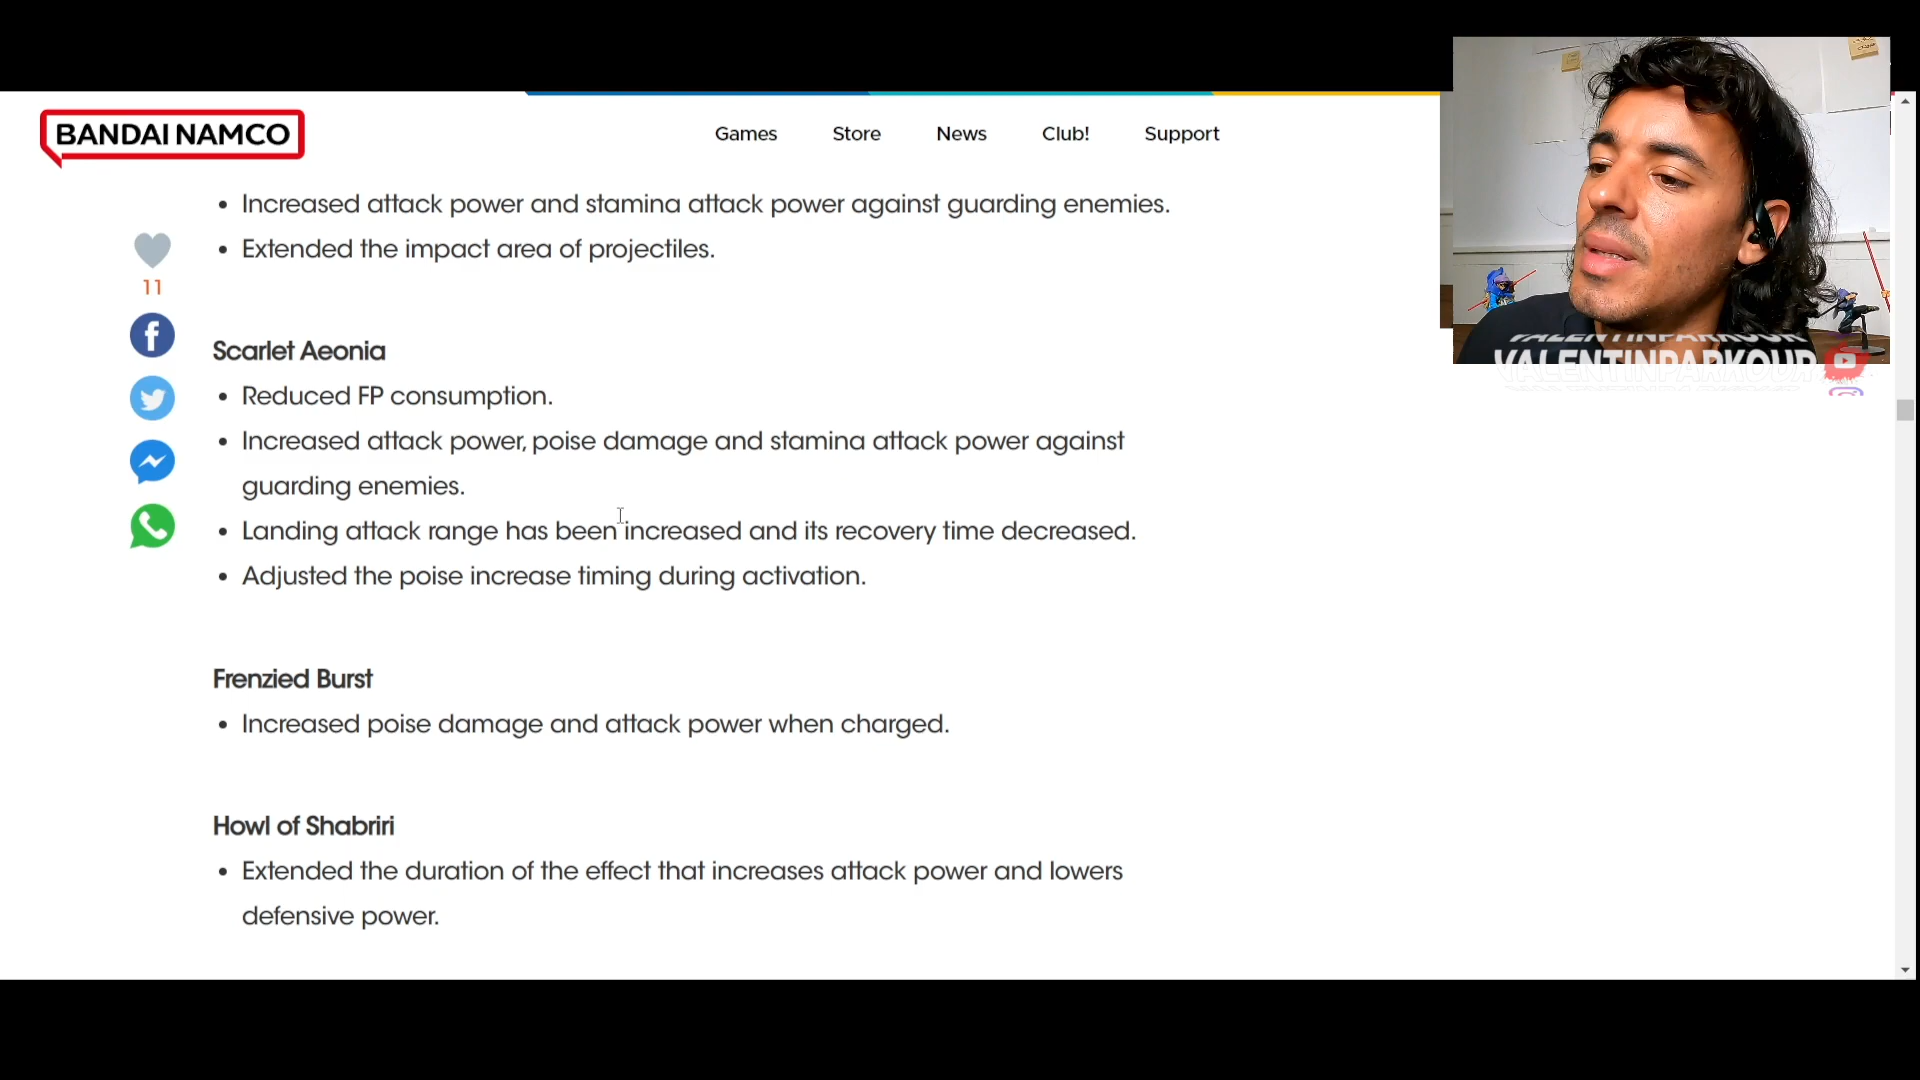 BANDAI NAMCO
Games
Store
News
Club!
Support
Increased attack power and stamina attack power against guarding enemies.
Extended the impact area of projectiles.
11
Scarlet Aeonia
Reduced FP consumption.
Increased attack power, poise damage and stamina attack power against
guarding enemies.
Landing attack range has been increased and its recovery time decreased.
Adjusted the poise increase timing during activation.
Frenzied Burst
Increased poise damage and attack power when charged.
Howl of Shabriri
Extended the duration of the effect that increases attack power and lowers
defensive power.
VALENTINPARKOUR
VALENTINPARKOUR